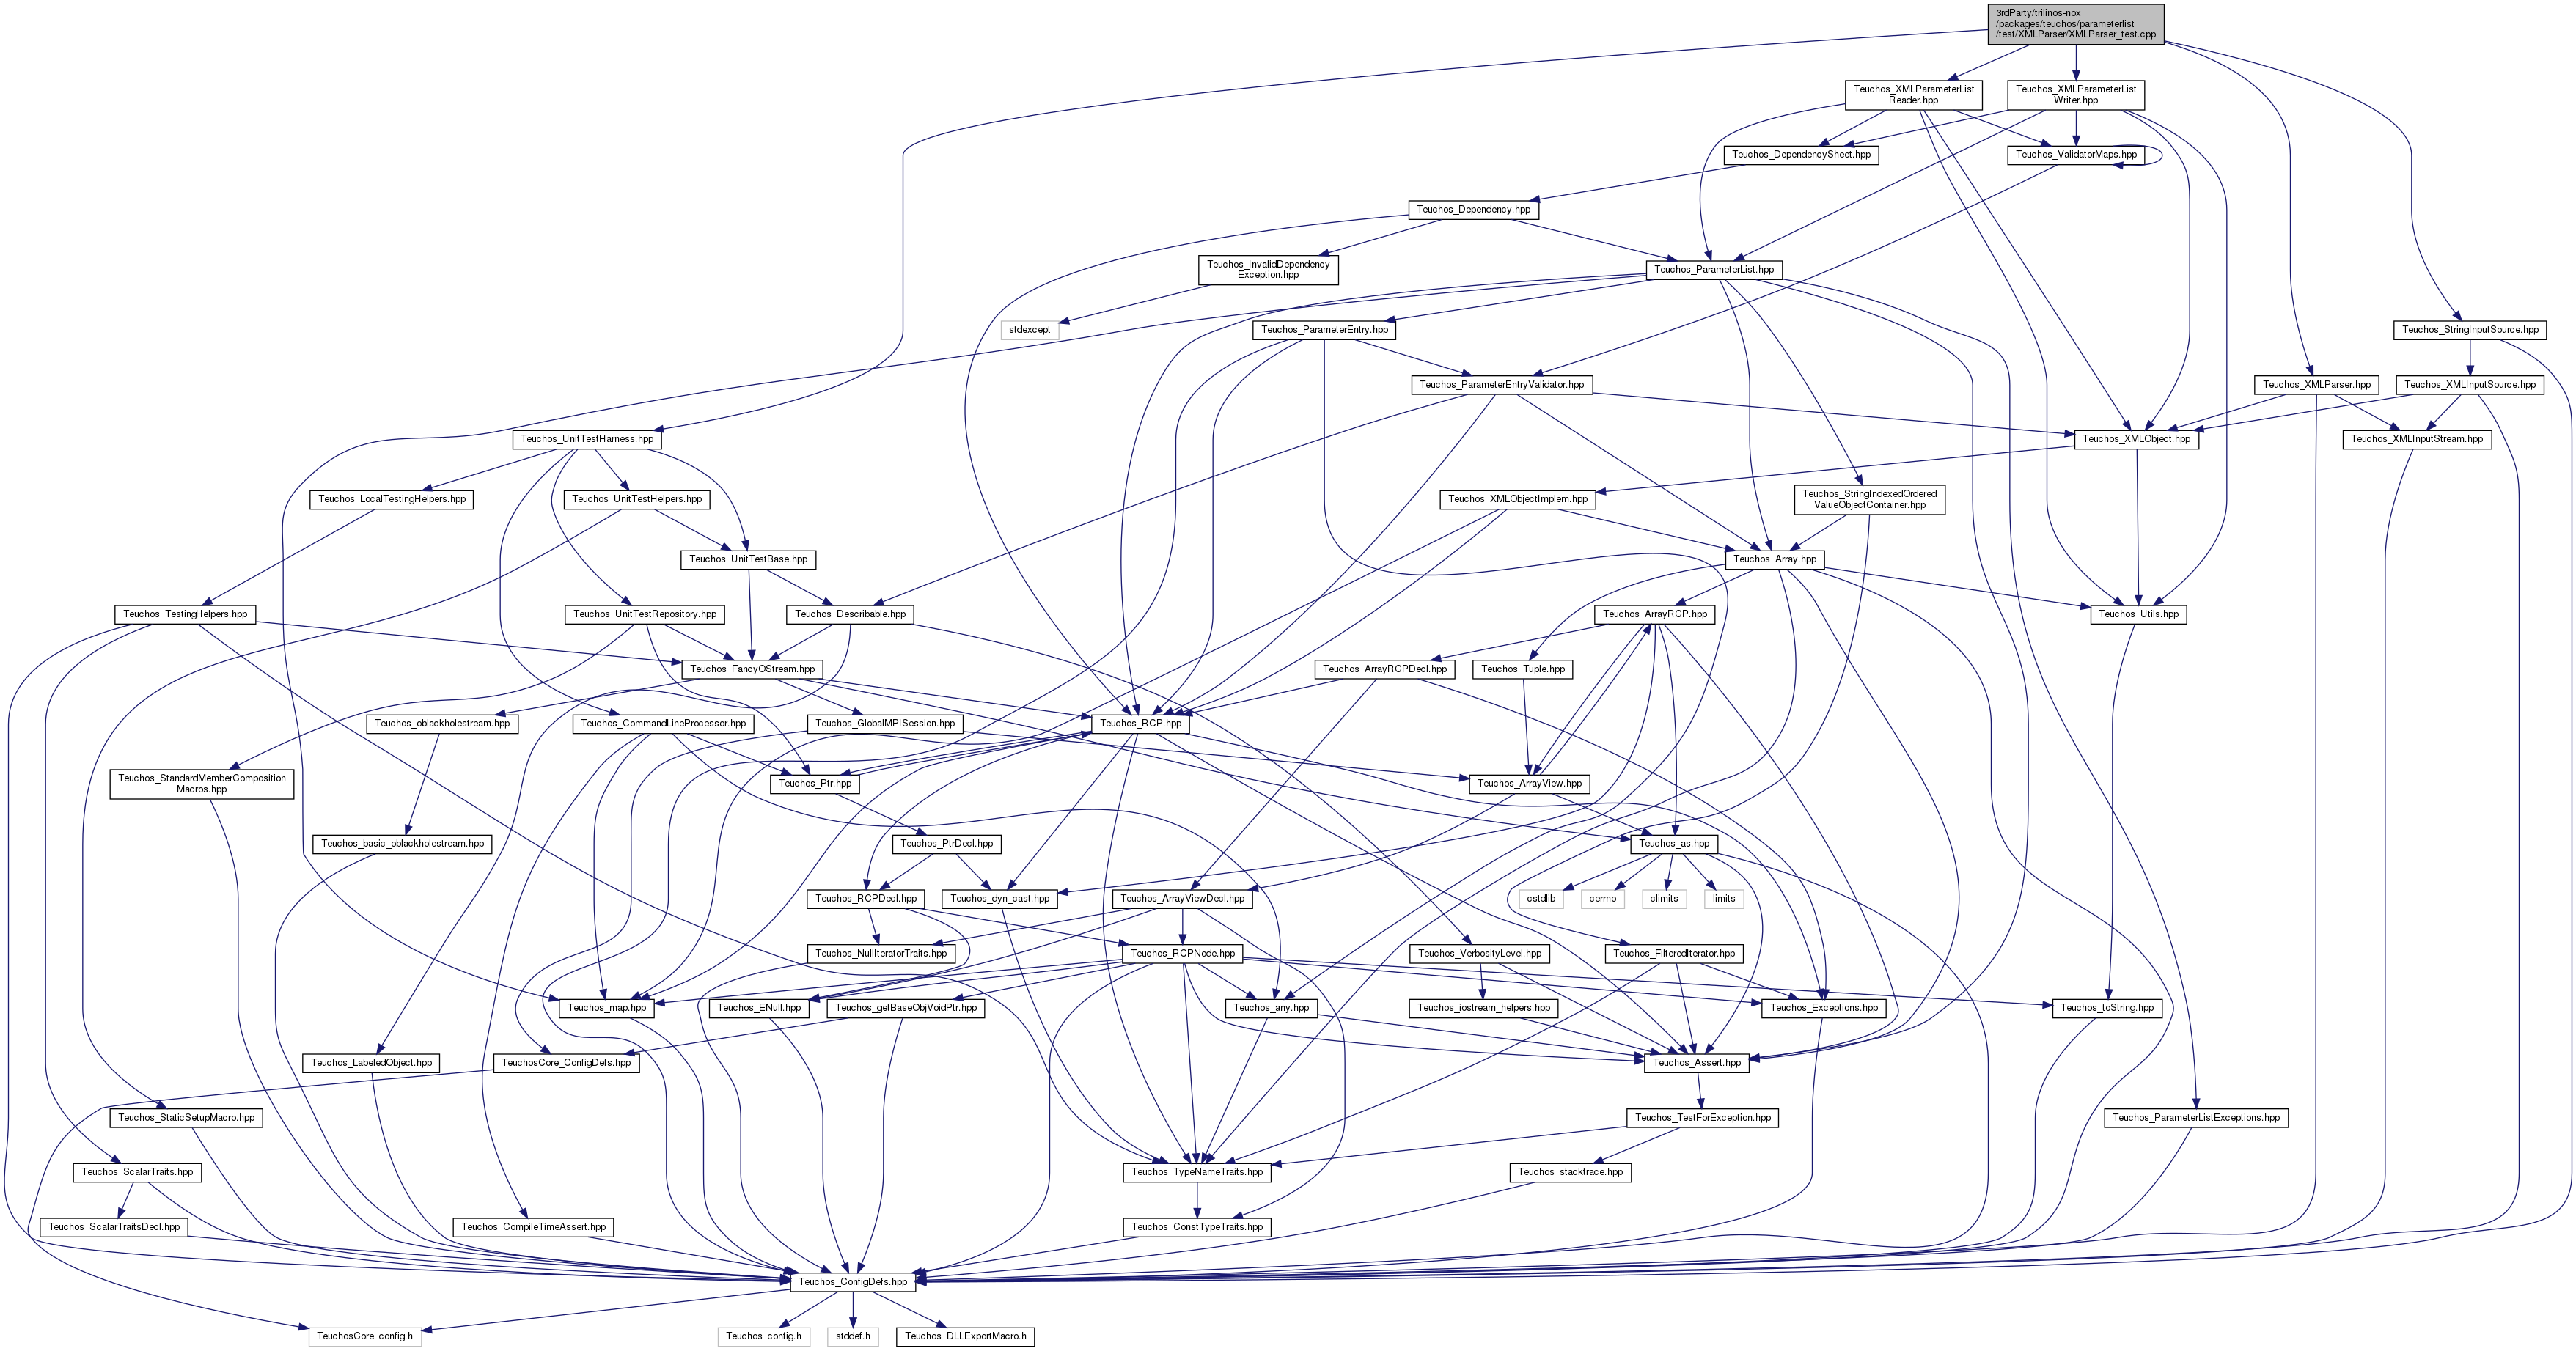 3rdParty/trilinos-nox
/packages/teuchos/parameterlist
/test/XMLParser/XMLParser_test.cpp
Teuchos_XMLParameterList
Reader.hpp
Teuchos_XMLParameterList
Writer.hpp
Teuchos_DependencySheet.hpp
Teuchos_ValidatorMaps.hpp
Teuchos_Dependency.hpp
Teuchos_InvalidDependency
Exception.hpp
Teuchos_ParameterList.hpp
stdexcept
Teuchos_ParameterEntry.hpp
Teuchos_StringInputSource.hpp
Teuchos_ParameterEntryValidator.hpp
Teuchos_XMLParser.hpp
Teuchos_XMLInputSource.hpp
Teuchos_UnitTestHarness.hpp
Teuchos_XMLObject.hpp
Teuchos_XMLInputStream.hpp
Teuchos_LocalTestingHelpers.hpp
Teuchos_UnitTestHelpers.hpp
Teuchos_XMLObjectImplem.hpp
Teuchos_StringIndexedOrdered
ValueObjectContainer.hpp
Teuchos_UnitTestBase.hpp
Teuchos_Array.hpp
Teuchos_TestingHelpers.hpp
Teuchos_UnitTestRepository.hpp
Teuchos_Describable.hpp
Teuchos_ArrayRCP.hpp
Teuchos_Utils.hpp
Teuchos_FancyOStream.hpp
Teuchos_ArrayRCPDecl.hpp
Teuchos_Tuple.hpp
Teuchos_oblackholestream.hpp
Teuchos_CommandLineProcessor.hpp
Teuchos_GlobalMPISession.hpp
Teuchos_RCP.hpp
Teuchos_StandardMemberComposition
Macros.hpp
Teuchos_Ptr.hpp
Teuchos_ArrayView.hpp
Teuchos_basic_oblackholestream.hpp
Teuchos_PtrDecl.hpp
Teuchos_as.hpp
Teuchos_RCPDecl.hpp
Teuchos_dyn_cast.hpp
Teuchos_ArrayViewDecl.hpp
cstdlib
cerrno
climits
limits
Teuchos_NullIteratorTraits.hpp
Teuchos_RCPNode.hpp
Teuchos_VerbosityLevel.hpp
Teuchos_FilteredIterator.hpp
Teuchos_map.hpp
Teuchos_ENull.hpp
Teuchos_getBaseObjVoidPtr.hpp
Teuchos_any.hpp
Teuchos_iostream_helpers.hpp
Teuchos_Exceptions.hpp
Teuchos_toString.hpp
Teuchos_LabeledObject.hpp
TeuchosCore_ConfigDefs.hpp
Teuchos_Assert.hpp
Teuchos_StaticSetupMacro.hpp
Teuchos_TestForException.hpp
Teuchos_ParameterListExceptions.hpp
Teuchos_ScalarTraits.hpp
Teuchos_TypeNameTraits.hpp
Teuchos_stacktrace.hpp
Teuchos_ScalarTraitsDecl.hpp
Teuchos_CompileTimeAssert.hpp
Teuchos_ConstTypeTraits.hpp
Teuchos_ConfigDefs.hpp
TeuchosCore_config.h
Teuchos_config.h
stddef.h
Teuchos_DLLExportMacro.h